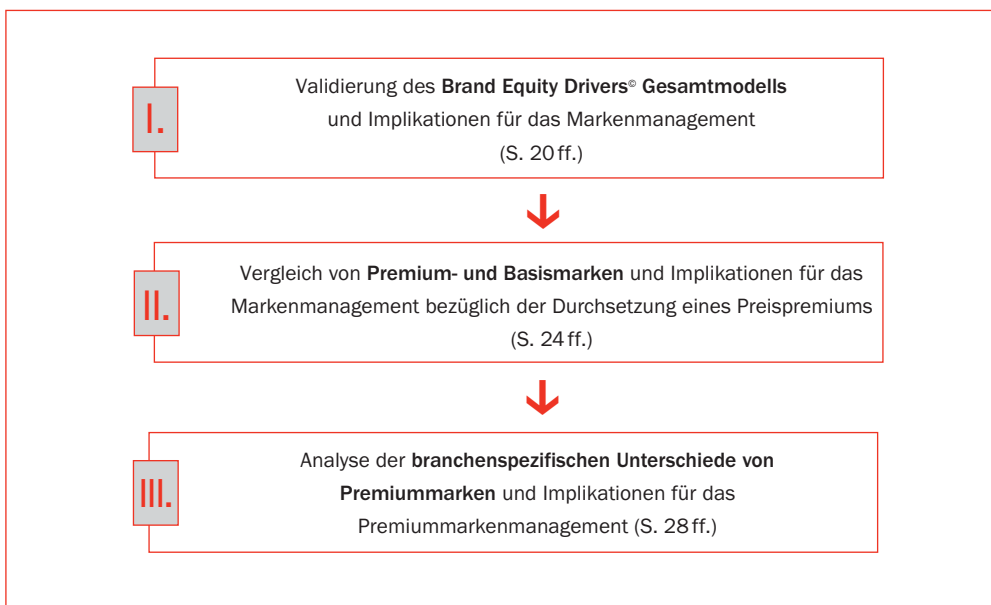 I.
Validierung des Brand Equity Drivers© Gesamtmodells
und Implikationen für das Markenmanagement
(S. 20 ff.)
II.
Vergleich von Premium- und Basismarken und Implikationen für das
Markenmanagement bezüglich der Durchsetzung eines Preispremiums
(S. 24 ff.)
III.
Analyse der branchenspezifischen Unterschiede von
Premiummarken und Implikationen für das
Premiummarkenmanagement (S. 28 ff.)